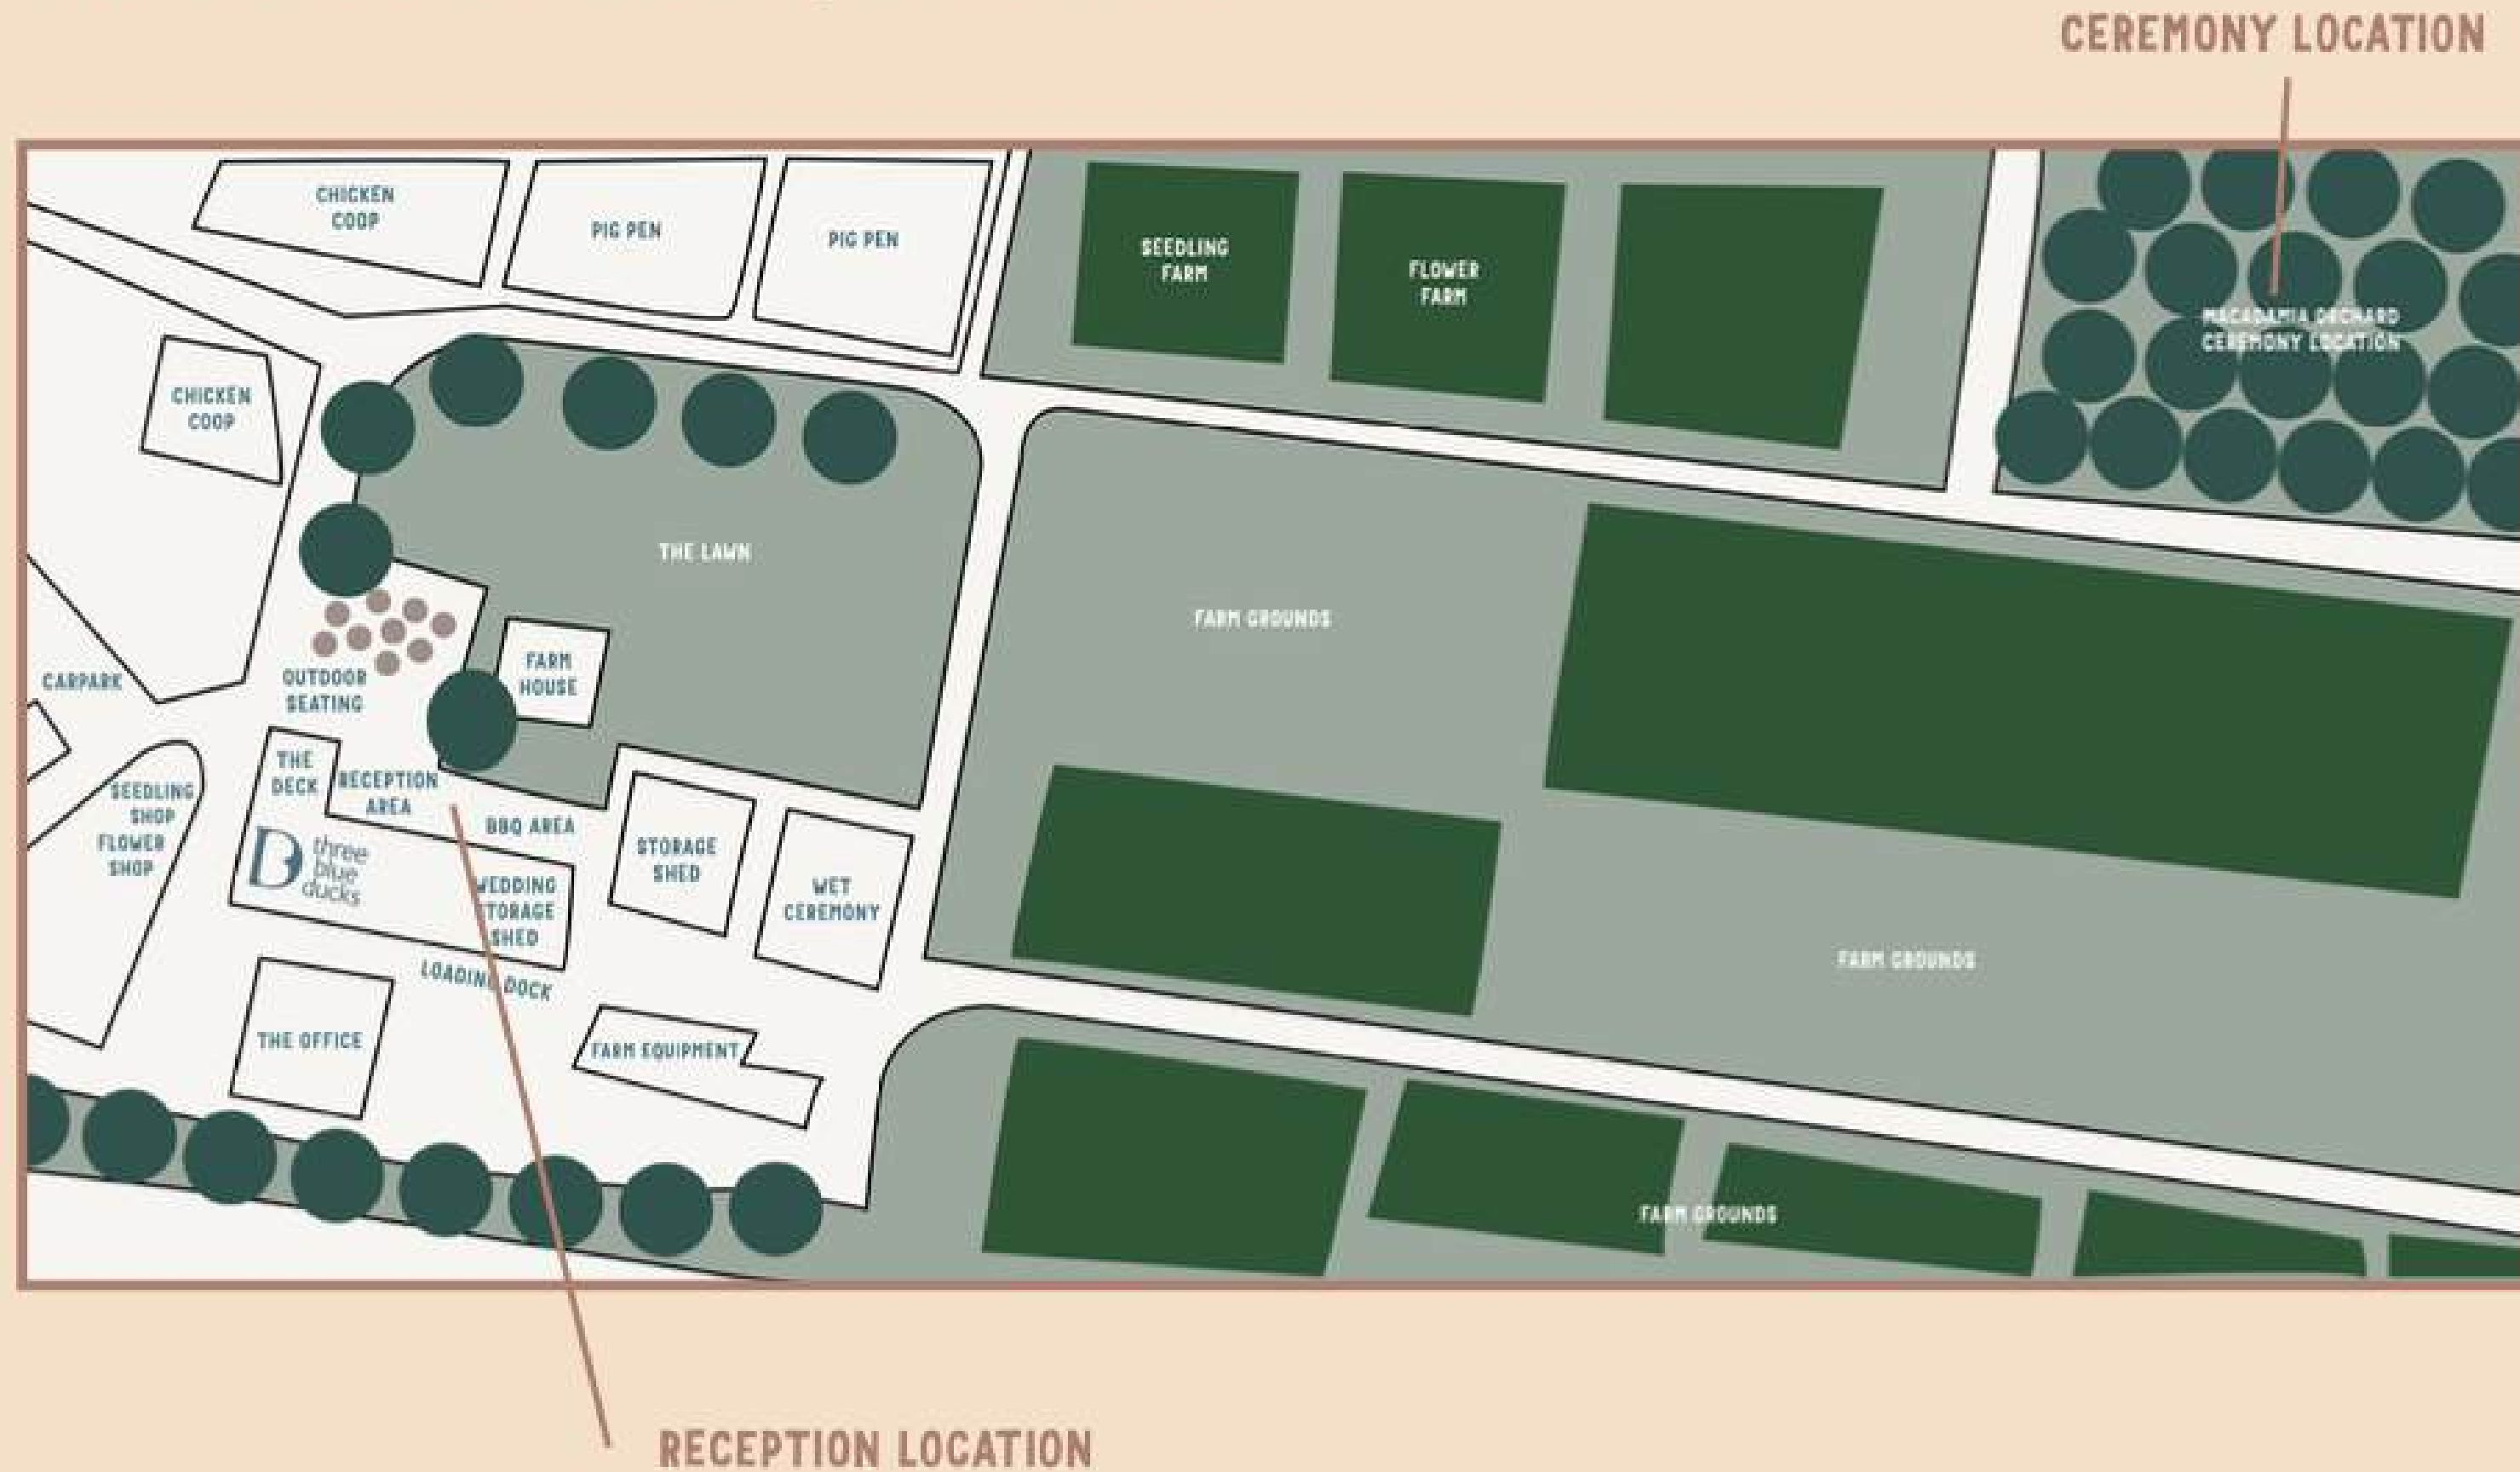 CEREMONY LOCATION
CHICKEN
COOP
PIG PEN
PIG PEN
SEEDLING
FARM
FLOWER
FARM
MACADAMIA ORCHARD
CEREMONY LOCATION
CHICKEN
COOP
THE LAWN
FARM GROUNDS
CARPARK
OUTDOOR
SEATING
FARM
HOUSE
THE
DECK
RECEPTION
AREA
BBQ AREA
SEEDLING
SHOP
FLOWER
SHOP
three
blue
ducks
WEDDING
STORAGE
SHED
STORAGE
SHED
WET
CEREMONY
LOADING DOCK
FARM GROUNDS
THE OFFICE
FARM EQUIPMENT
FARM GROUNDS
RECEPTION LOCATION